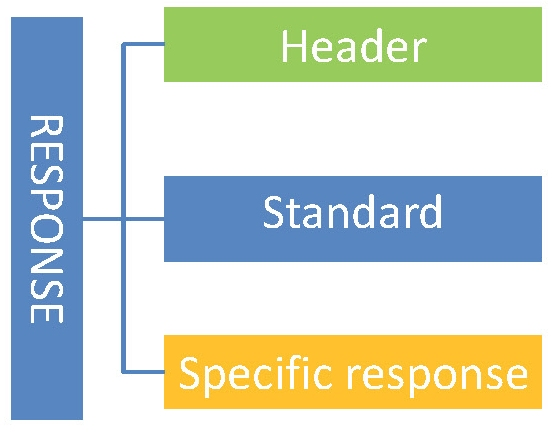 RESPONSE
Header
Standard
Specific response